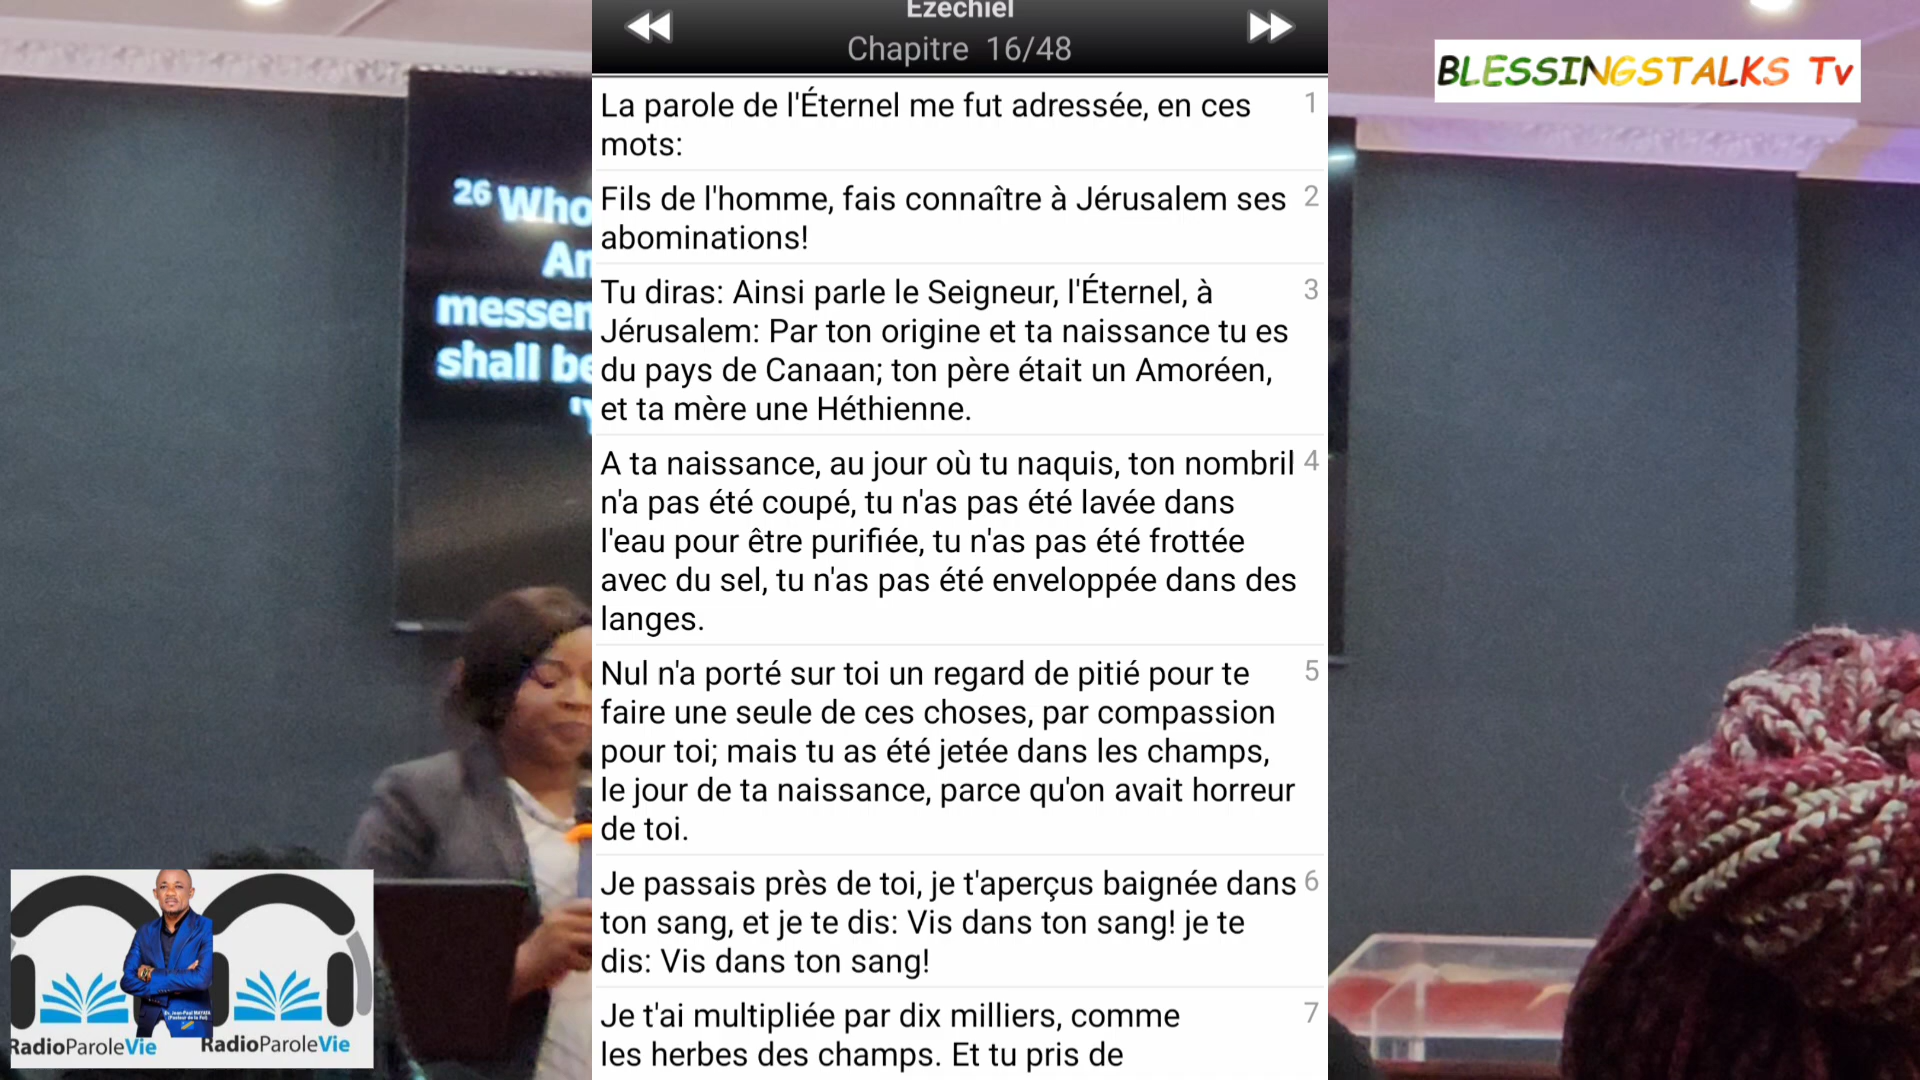 Ezéchiel
Chapitre 16/48
BLESSINGSTALKS Tv
26 Who
An
messen
shall be
La parole de l'Éternel me fut adressée, en ces 1
mots:
Fils de l'homme, fais connaître à Jérusalem ses 2
abominations!
Tu diras: Ainsi parle le Seigneur, l'Éternel, à 3
Jérusalem: Par ton origine et ta naissance tu es
du pays de Canaan; ton père était un Amoréen,
et ta mère une Héthienne.
A ta naissance, au jour où tu naquis, ton nombril 4
n'a pas été coupé, tu n'as pas été lavée dans
l'eau pour être purifiée, tu n'as pas été frottée
avec du sel, tu n'as pas été enveloppée dans des
langes.
Nul n'a porté sur toi un regard de pitié pour te 5
faire une seule de ces choses, par compassion
pour toi; mais tu as été jetée dans les champs,
le jour de ta naissance, parce qu'on avait horreur
de toi.
Je passais près de toi, je t'aperçus baignée dans 6
ton sang, et je te dis: Vis dans ton sang! je te
dis: Vis dans ton sang!
Je t'ai multipliée par dix milliers, comme 7
les herbes des champs. Et tu pris de
RadioParoleVie
RadioParoleVie